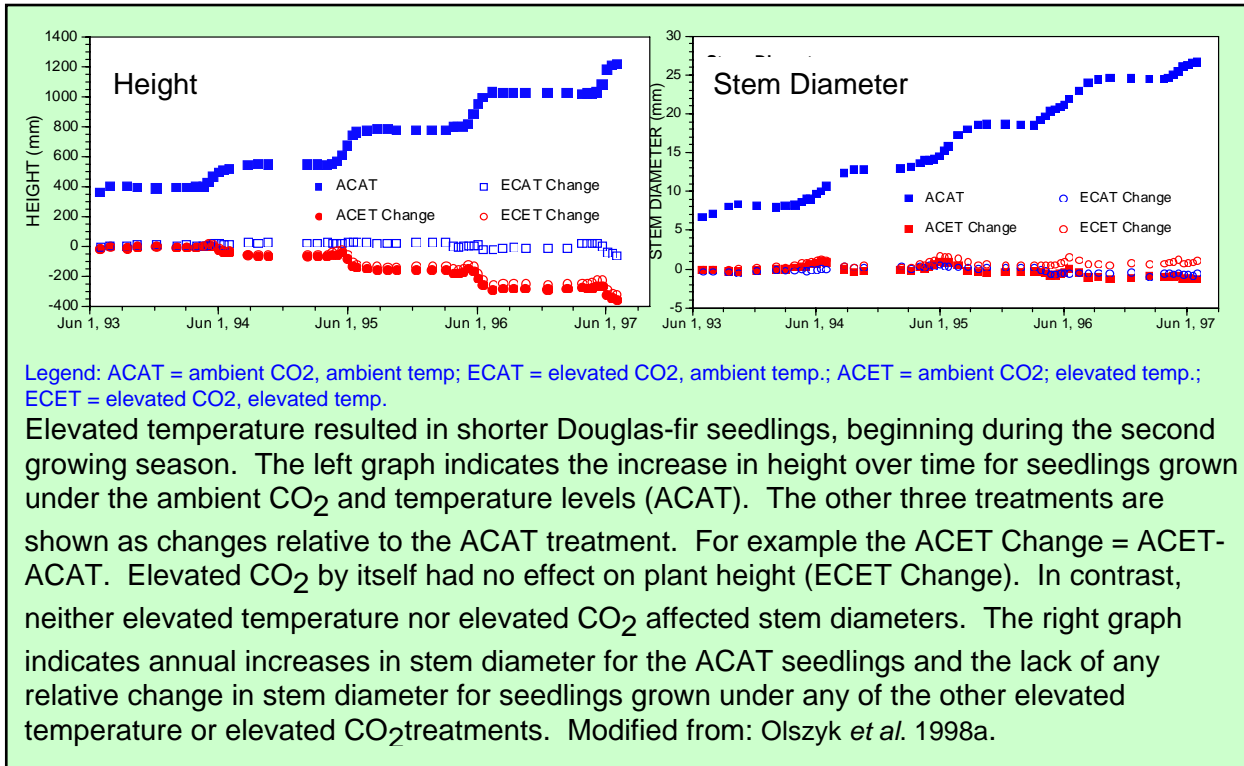 1400
1200
1000
800
600
400
200
0
-200
-400
HEIGHT (mm)
Height
ACAT
ECAT Change
ACET Change
ECET Change
Jun 1, 93
Jun 1, 94
Jun 1, 95
Jun 1, 96
Jun 1, 97
30
25
20
15
10
5
0
-5
STEM DIAMETER (mm)
Stem Diameter
ACAT
ECAT Change
ACET Change
ECET Change
Jun 1, 93
Jun 1, 94
Jun 1, 95
Jun 1, 96
Jun 1, 97
Legend: ACAT = ambient CO2, ambient temp; ECAT = elevated CO2, ambient temp.; ACET = ambient CO2; elevated temp.;
ECET = elevated CO2, elevated temp.
Elevated temperature resulted in shorter Douglas-fir seedlings, beginning during the second
growing season. The left graph indicates the increase in height over time for seedlings grown
under the ambient CO2 and temperature levels (ACAT). The other three treatments are
shown as changes relative to the ACAT treatment. For example the ACET Change = ACET-
ACAT. Elevated CO2 by itself had no effect on plant height (ECET Change). In contrast,
neither elevated temperature nor elevated CO2 affected stem diameters. The right graph
indicates annual increases in stem diameter for the ACAT seedlings and the lack of any
relative change in stem diameter for seedlings grown under any of the other elevated
temperature or elevated CO2treatments. Modified from: Olszyk et al. 1998a.